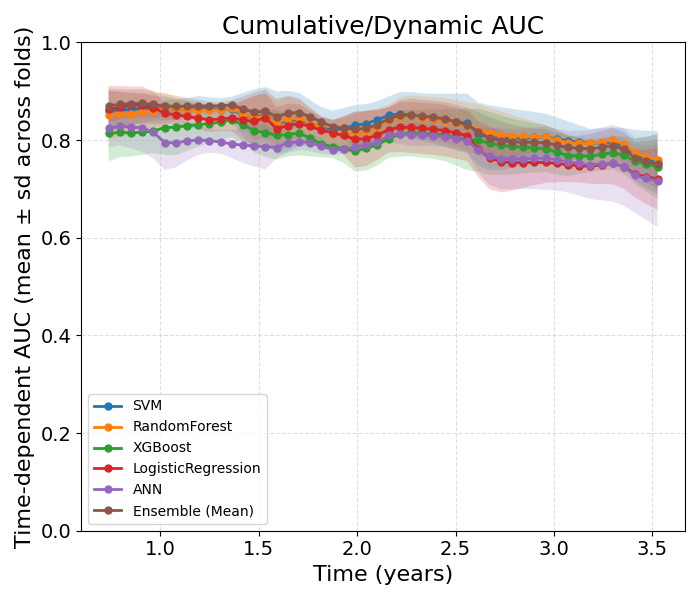 Cumulative/Dynamic AUC
Time-dependent AUC (mean ± sd across folds)
1.0
0.8
0.6
0.4
0.2
0.0
SVM
RandomForest
XGBoost
LogisticRegression
ANN
Ensemble (Mean)
1.0 1.5 2.0 2.5 3.0 3.5
Time (years)